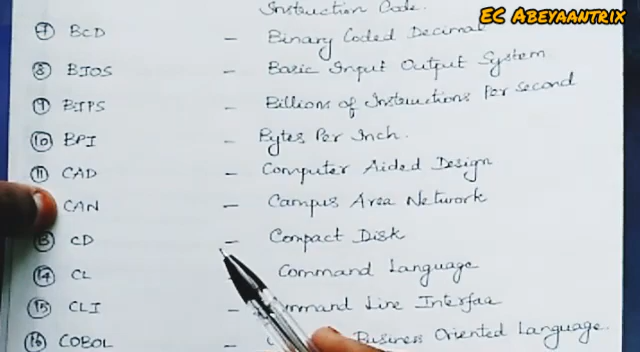 Instruction Code.
EC Abeyaantrix
7 BCD - Binary Coded Decimal
8 BIOS - Basic Input Output System
9 BIPS - Billions of Instructions Per Second
10 BPI - Bytes Per Inch.
11 CAD - Computer Aided Design
CAN - Campus Area Network
13 CD - Compact Disk
14 CL - Command Language
15 CLI - Command Line Interface
16 COBOL - Business Oriented Language.